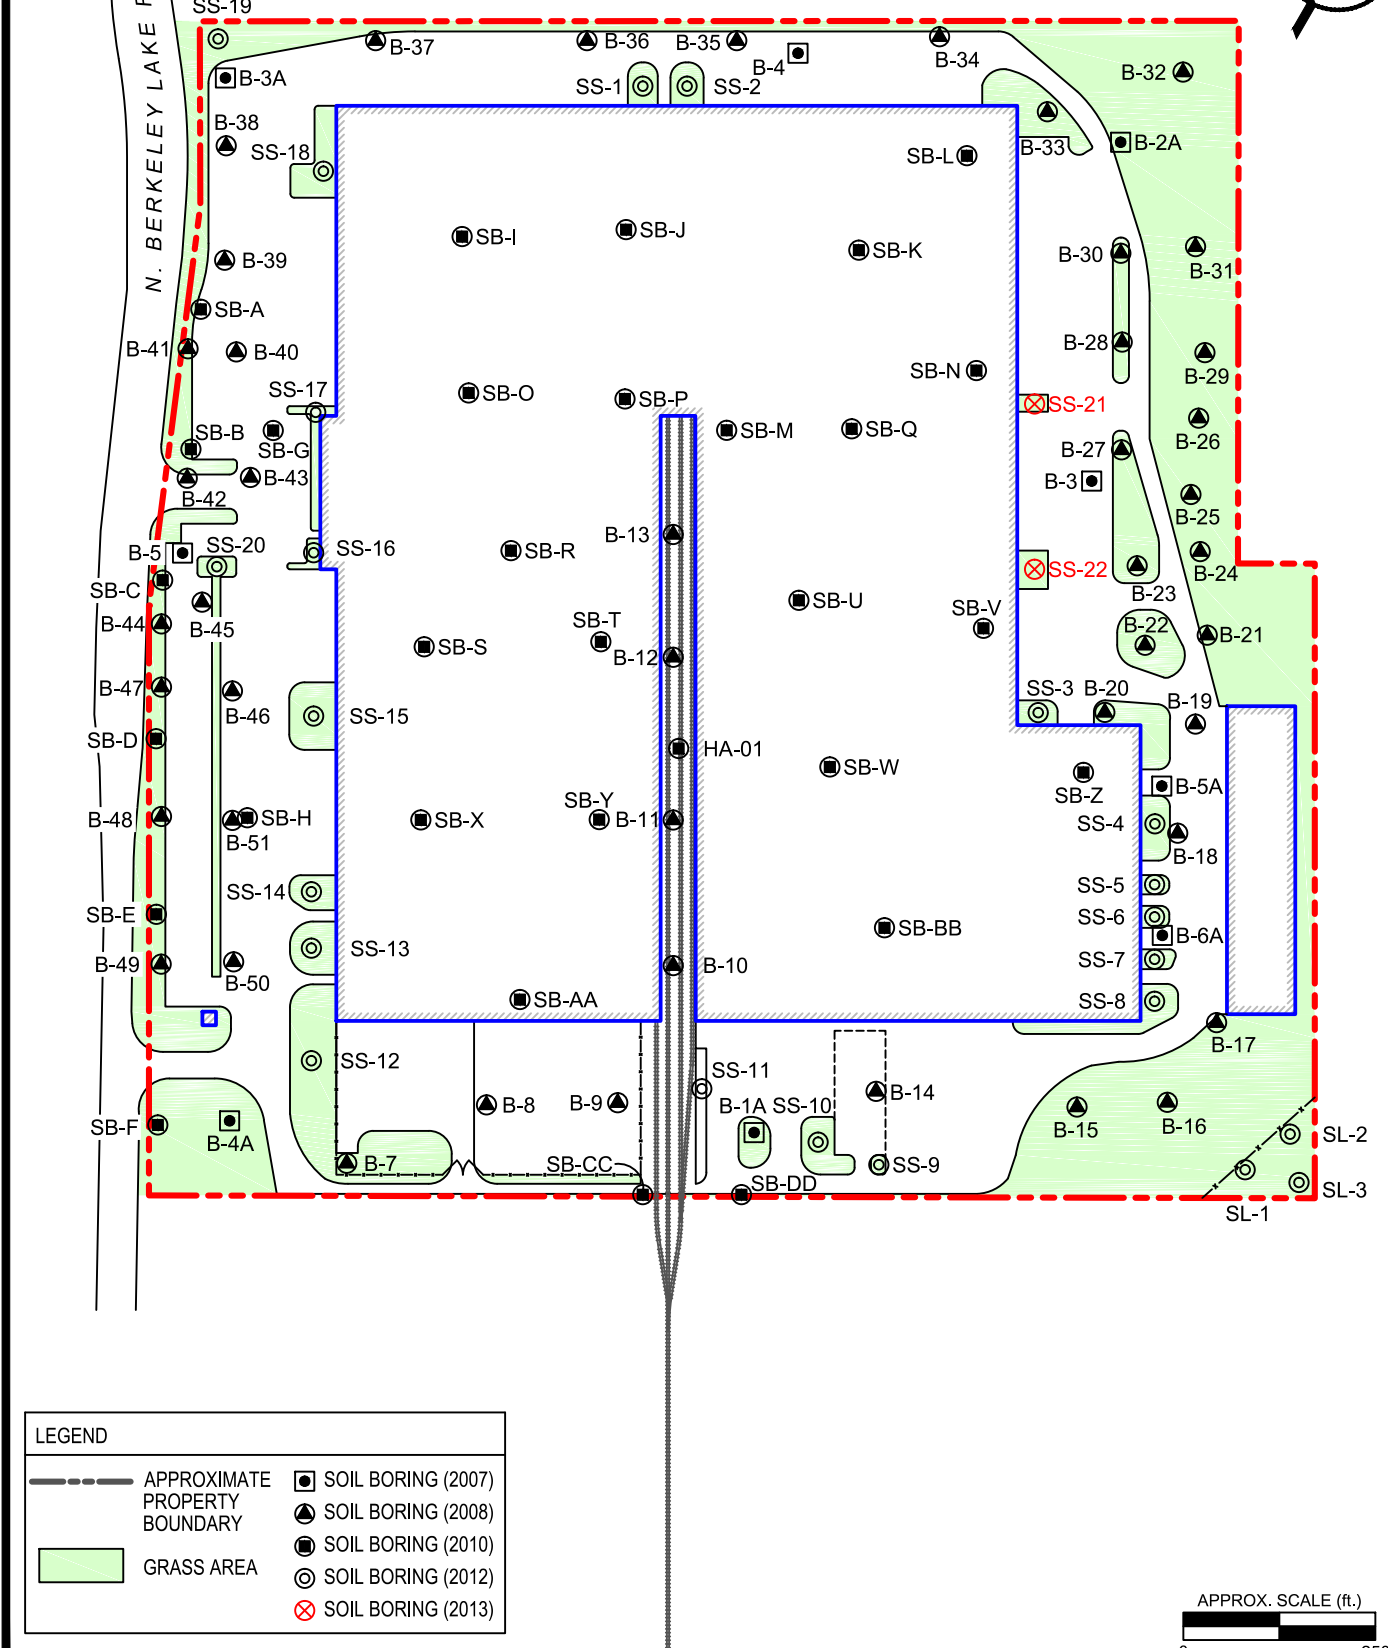 SS-19
N. BERKELEY LAKE
B-37
B-36
B-35
B-4
B-34
B-32
B-3A
SS-1
SS-2
B-38
SS-18
B-33
B-2A
SB-L
SB-I
SB-J
SB-K
B-39
B-30
B-31
SB-A
B-41
B-40
B-28
B-29
SS-17
SB-O
SB-P
SB-N
SS-21
SB-B
SB-G
SB-M
SB-Q
B-27
B-26
B-42
B-43
B-3
B-25
B-5
SS-20
SS-16
SB-R
B-13
SS-22
B-24
SB-C
B-23
B-44
B-45
SB-T
SB-U
SB-V
B-22
B-21
SB-S
B-12
B-47
B-46
SS-15
SS-3
B-20
B-19
SB-D
HA-01
SB-W
SB-Z
B-5A
B-48
B-51
SB-H
SB-X
SB-Y
B-11
SS-4
B-18
SS-14
SS-5
SB-E
SS-6
SB-BB
B-6A
SS-13
B-49
B-50
B-10
SS-7
SB-AA
SS-8
B-17
SS-12
SS-11
B-8
B-9
B-1A
SS-10
B-14
B-15
B-16
SB-F
B-4A
SL-2
B-7
SB-CC
SS-9
SB-DD
SL-3
SL-1
LEGEND
APPROXIMATE
PROPERTY
BOUNDARY
GRASS AREA
SOIL BORING (2007)
SOIL BORING (2008)
SOIL BORING (2010)
SOIL BORING (2012)
SOIL BORING (2013)
APPROX. SCALE (ft.)